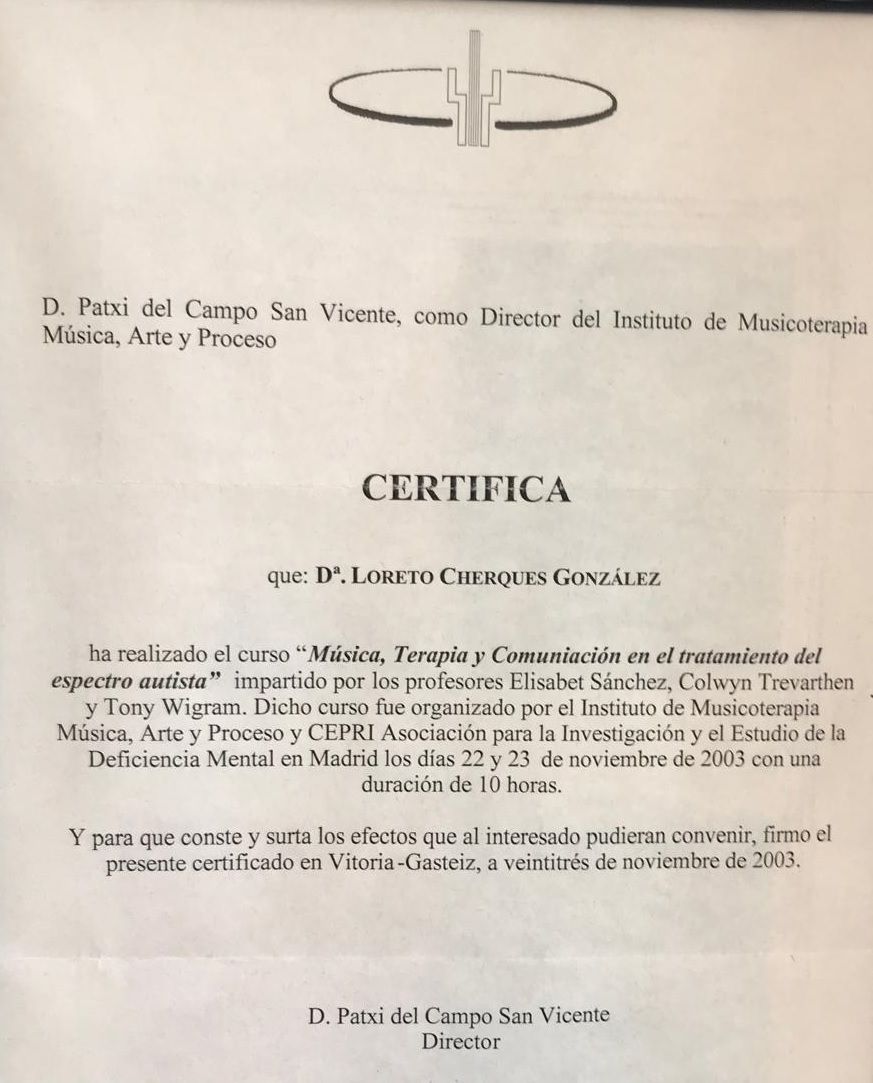 D. Patxi del Campo San Vicente, como Director del Instituto de Musicoterapia
Música, Arte y Proceso
CERTIFICA
que: Dª. LORETO CHERQUES GONZÁLEZ
ha realizado el curso “Música, Terapia y Comuniación en el tratamiento del
espectro autista” impartido por los profesores Elisabet Sánchez, Colwyn Trevarthen
y Tony Wigram. Dicho curso fue organizado por el Instituto de Musicoterapia
Música, Arte y Proceso y CEPRI Asociación para la Investigación y el Estudio de la
Deficiencia Mental en Madrid los días 22 y 23 de noviembre de 2003 con una
duración de 10 horas.
Y para que conste y surta los efectos que al interesado pudieran convenir, firmo el
presente certificado en Vitoria-Gasteiz, a veintitrés de noviembre de 2003.
D. Patxi del Campo San Vicente
Director